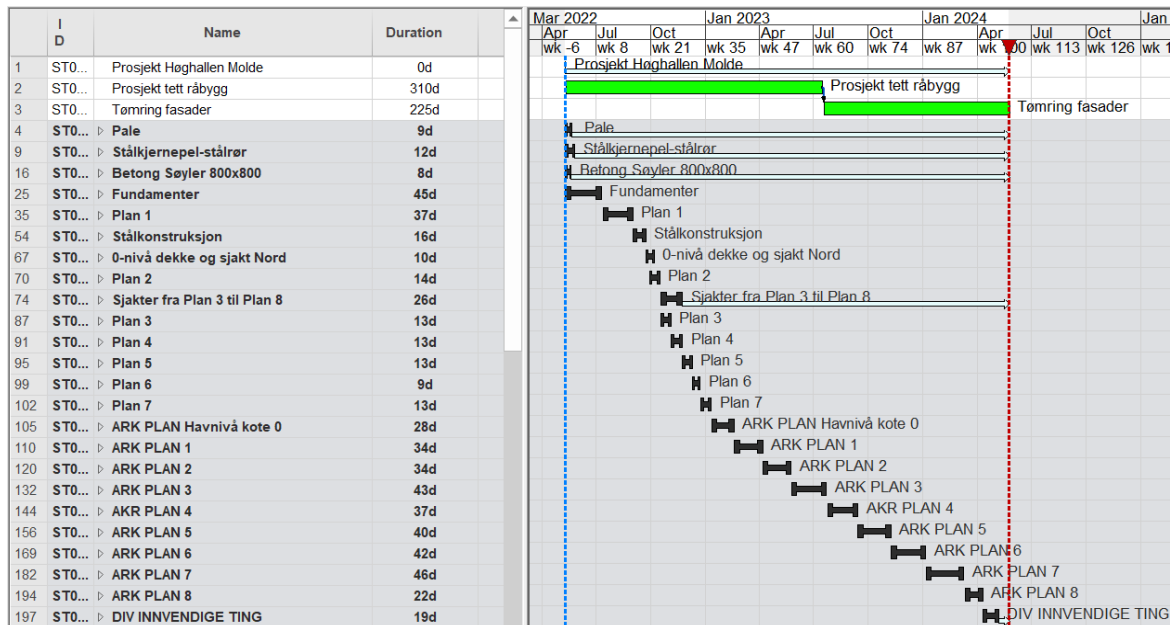 I D Name Duration
Mar 2022 Jan 2023 Jan 2024 Jan
Apr Jul Oct Apr Jul Oct Apr Jul Oct
wk -6 wk 8 wk 21 wk 35 wk 47 wk 60 wk 74 wk 87 wk 100 wk 113 wk 126 wk 1
1 ST0... Prosjekt Høghallen Molde 0d Prosjekt Høghallen Molde
2 ST0... Prosjekt tett råbygg 310d Prosjekt tett råbygg
3 ST0... Tømring fasader 225d Tømring fasader
4 ST0... Pale 9d Pale
9 ST0... Stålkjernepel-stålrør 12d Stålkjernepel-stålrør
16 ST0... Betong Søyler 800x800 8d Betong Søyler 800x800
25 ST0... Fundamenter 45d Fundamenter
35 ST0... Plan 1 37d Plan 1
54 ST0... Stålkonstruksjon 16d Stålkonstruksjon
67 ST0... 0-nivå dekke og sjakt Nord 10d 0-nivå dekke og sjakt Nord
70 ST0... Plan 2 14d Plan 2
74 ST0... Sjakter fra Plan 3 til Plan 8 26d Sjakter fra Plan 3 til Plan 8
87 ST0... Plan 3 13d Plan 3
91 ST0... Plan 4 13d Plan 4
95 ST0... Plan 5 13d Plan 5
99 ST0... Plan 6 9d Plan 6
102 ST0... Plan 7 13d Plan 7
105 ST0... ARK PLAN Havnivå kote 0 28d ARK PLAN Havnivå kote 0
110 ST0... ARK PLAN 1 34d ARK PLAN 1
120 ST0... ARK PLAN 2 34d ARK PLAN 2
132 ST0... ARK PLAN 3 43d ARK PLAN 3
144 ST0... AKR PLAN 4 37d AKR PLAN 4
156 ST0... ARK PLAN 5 40d ARK PLAN 5
169 ST0... ARK PLAN 6 42d ARK PLAN 6
182 ST0... ARK PLAN 7 46d ARK PLAN 7
194 ST0... ARK PLAN 8 22d ARK PLAN 8
197 ST0... DIV INNVENDIGE TING 19d DIV INNVENDIGE TING